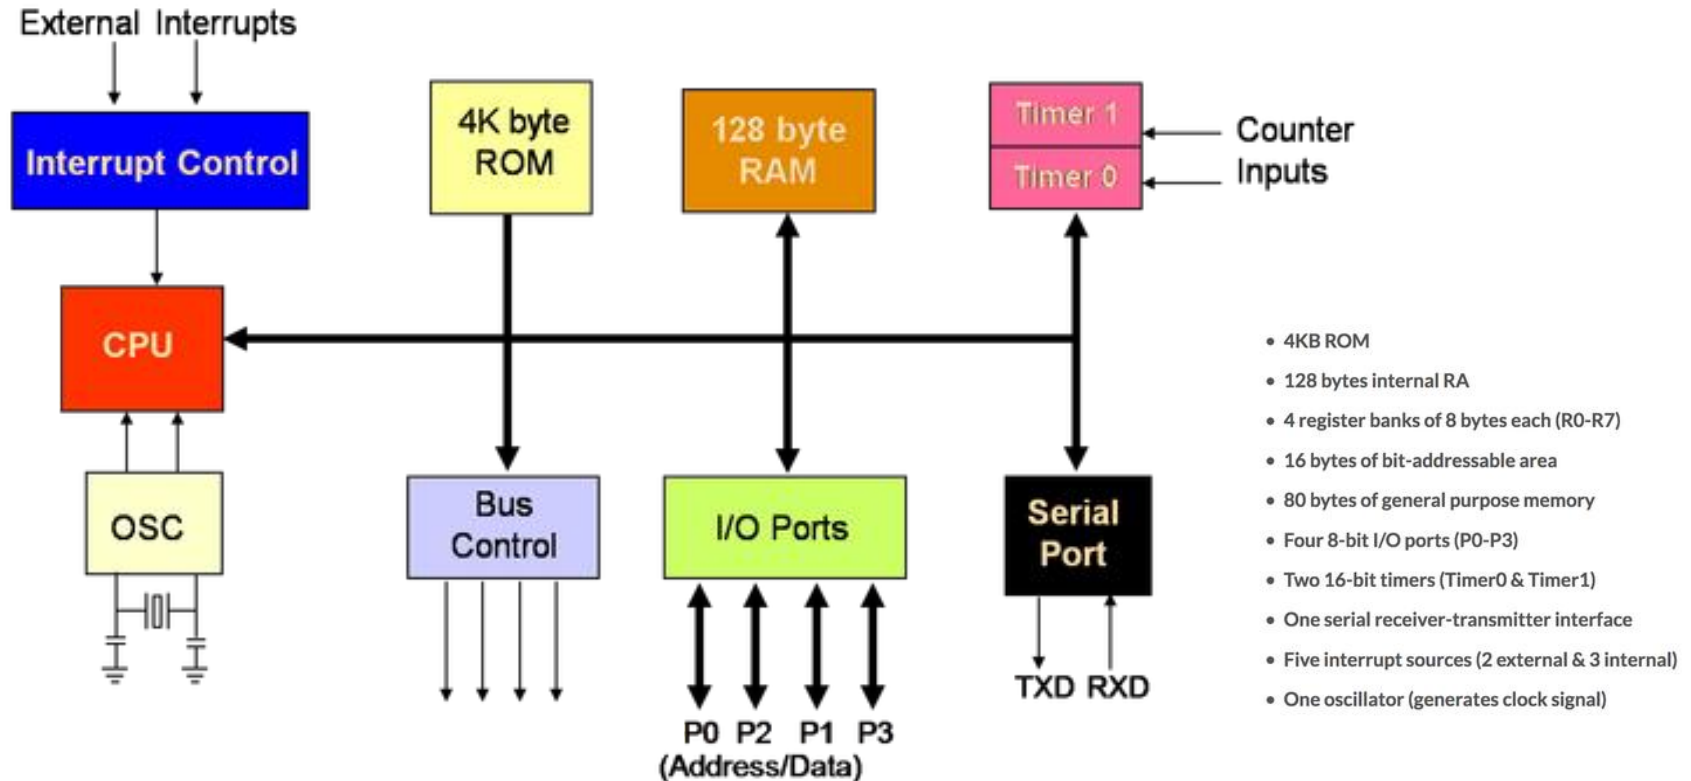 External Interrupts
Interrupt Control
4K byte
ROM
128 byte
RAM
Timer 1
Timer 0
Counter
Inputs
CPU
OSC
Bus
Control
I/O Ports
Serial
Port
TXD RXD
P0 P2 P1 P3
(Address/Data)
• 4KB ROM
• 128 bytes internal RA
• 4 register banks of 8 bytes each (R0-R7)
• 16 bytes of bit-addressable area
• 80 bytes of general purpose memory
• Four 8-bit I/O ports (P0-P3)
• Two 16-bit timers (Timer0 & Timer1)
• One serial receiver-transmitter interface
• Five interrupt sources (2 external & 3 internal)
• One oscillator (generates clock signal)